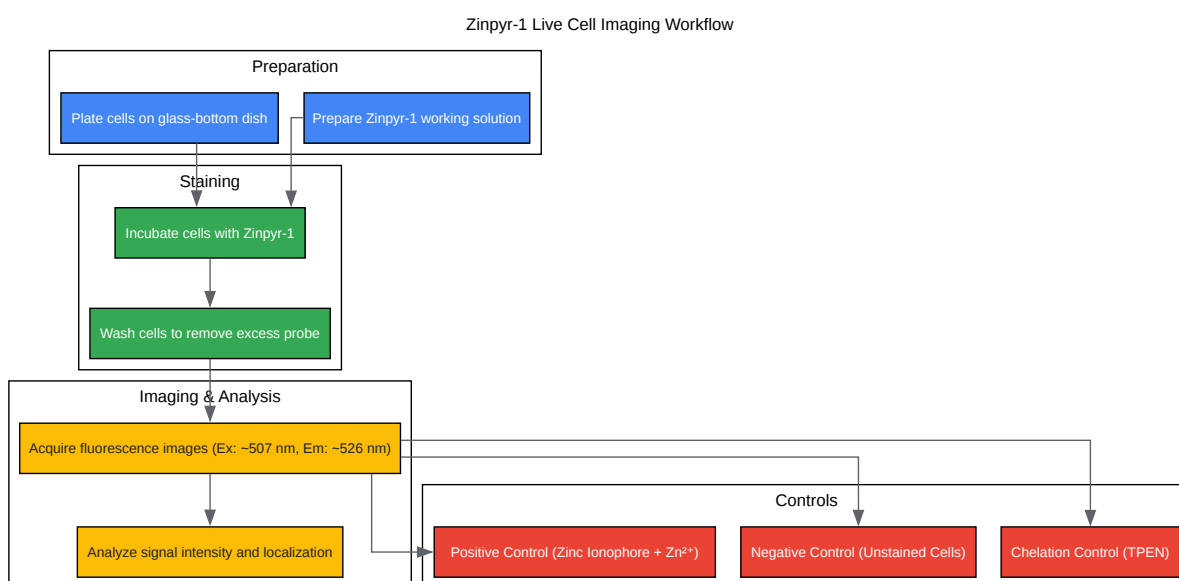 Zinpyr-1 Live Cell Imaging Workflow
Preparation
Plate cells on glass-bottom dish
Prepare Zinpyr-1 working solution
Staining
Incubate cells with Zinpyr-1
Wash cells to remove excess probe
Imaging & Analysis
Acquire fluorescence images (Ex: ~507 nm, Em: ~526 nm)
Analyze signal intensity and localization
Controls
Positive Control (Zinc Ionophore + Zn²⁺)
Negative Control (Unstained Cells)
Chelation Control (TPEN)